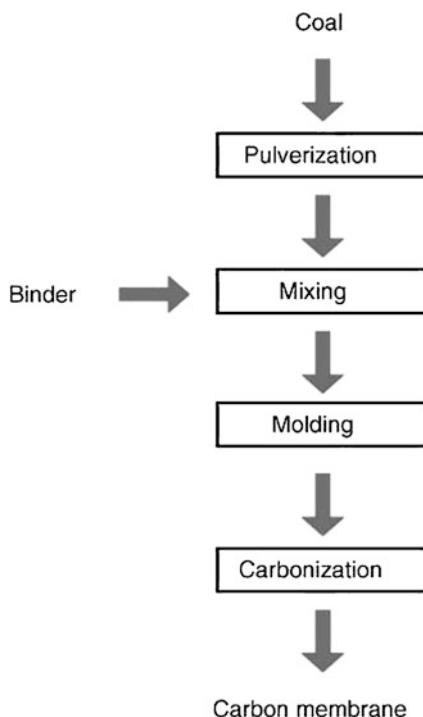 Coal
Pulverization
Binder
Mixing
Molding
Carbonization
Carbon membrane